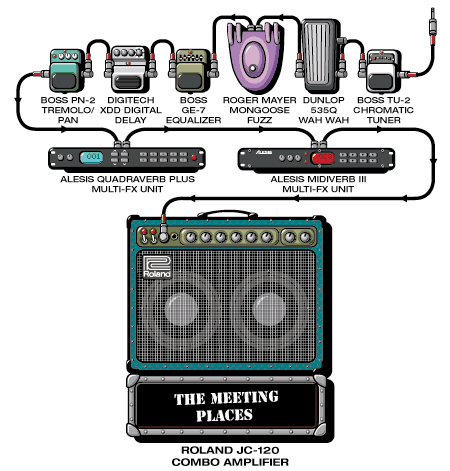 BOSS PN-2
TREMOLO/
PAN
DIGITECH
XDD DIGITAL
DELAY
BOSS
GE-7
EQUALIZER
ROGER MAYER
MONGOOSE
FUZZ
DUNLOP
535Q
WAH WAH
BOSS TU-2
CHROMATIC
TUNER
001
ALESIS QUADRAVERB PLUS
MULTI-FX UNIT
ALESIS
ALESIS MIDIVERB III
MULTI-FX UNIT
Roland
THE MEETING
PLACES
ROLAND JC-120
COMBO AMPLIFIER